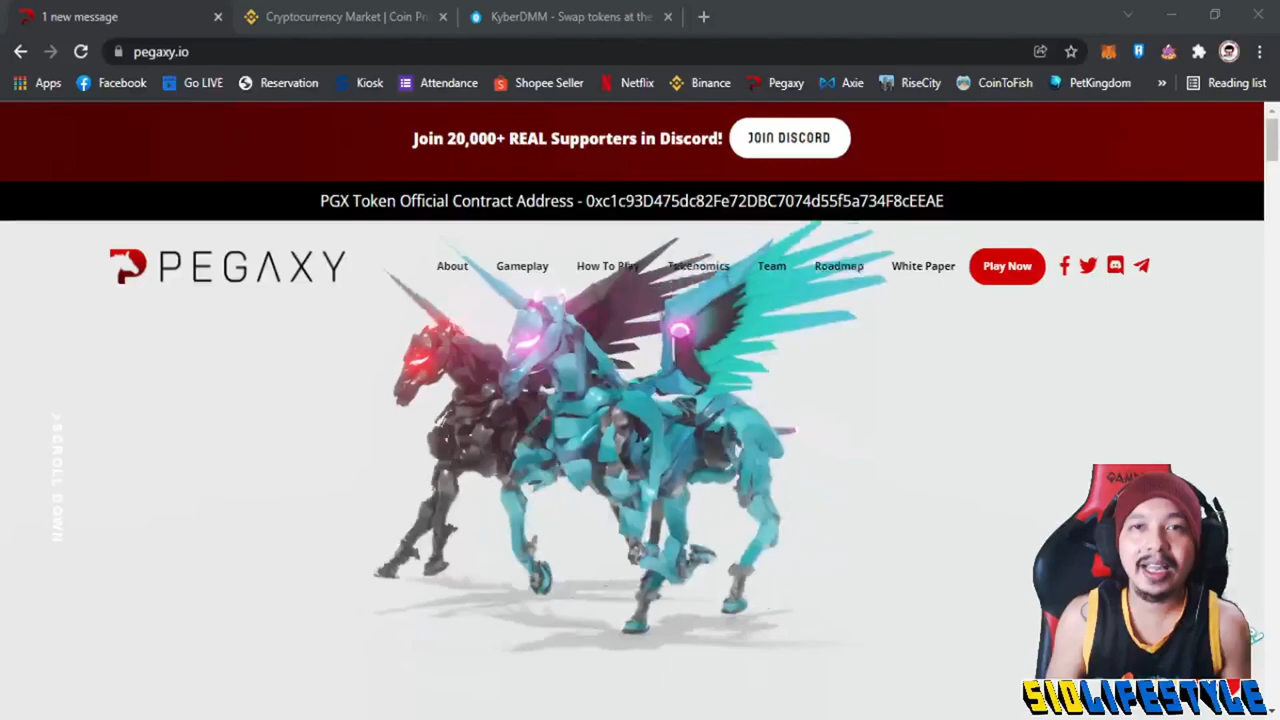 1 new message
Cryptocurrency Market | Coin Pr
KyberDMM - Swap tokens at the
pegaxy.io
Apps
Facebook
Go LIVE
Reservation
Kiosk
Attendance
Shopee Seller
Netflix
Binance
Pegaxy
Axie
RiseCity
CoinToFish
PetKingdom
»
Reading list
Join 20,000+ REAL Supporters in Discord!
JOIN DISCORD
PGX Token Official Contract Address - 0xc1c93D475dc82Fe72DBC7074d55f5a734F8cEEAE
PEGAXY
About
Gameplay
How To Play
Tokenomics
Team
Roadmap
White Paper
Play Now
SCROLL DOWN
SIDLIFESTYLE